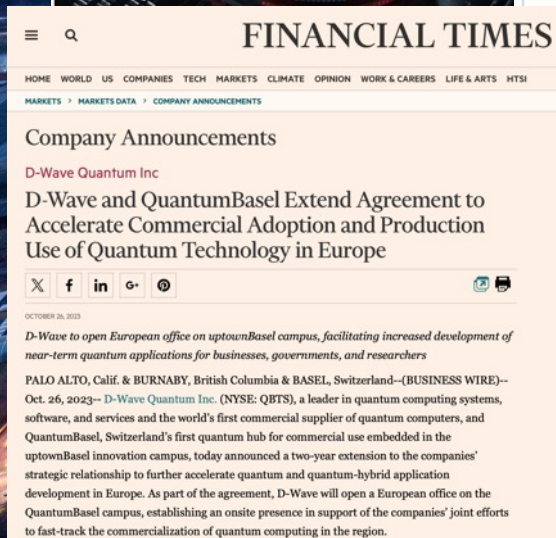 FINANCIAL TIMES
HOME WORLD US COMPANIES TECH MARKETS CLIMATE OPINION WORK & CAREERS LIFE & ARTS HTSI
MARKETS > MARKETS DATA > COMPANY ANNOUNCEMENTS
Company Announcements
D-Wave Quantum Inc
D-Wave and QuantumBasel Extend Agreement to
Accelerate Commercial Adoption and Production
Use of Quantum Technology in Europe
X f in G+
OCTOBER 26, 2023
D-Wave to open European office on uptownBasel campus, facilitating increased development of
near-term quantum applications for businesses, governments, and researchers
PALO ALTO, Calif. & BURNABY, British Columbia & BASEL, Switzerland--(BUSINESS WIRE)--
Oct. 26, 2023-- D-Wave Quantum Inc. (NYSE: QBTS), a leader in quantum computing systems,
software, and services and the world's first commercial supplier of quantum computers, and
QuantumBasel, Switzerland's first quantum hub for commercial use embedded in the
uptownBasel innovation campus, today announced a two-year extension to the companies'
strategic relationship to further accelerate quantum and quantum-hybrid application
development in Europe. As part of the agreement, D-Wave will open a European office on the
QuantumBasel campus, establishing an onsite presence in support of the companies' joint efforts
to fast-track the commercialization of quantum computing in the region.